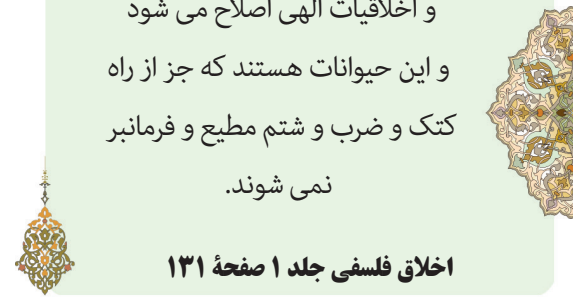 و اخلاقیات الهی اصلاح می شود
و این حیوانات هستند که جز از راه
کتک و ضرب و شتم مطیع و فرمانبر
نمی شوند.
اخلاق فلسفی جلد ۱ صفحۀ ۱۳۱